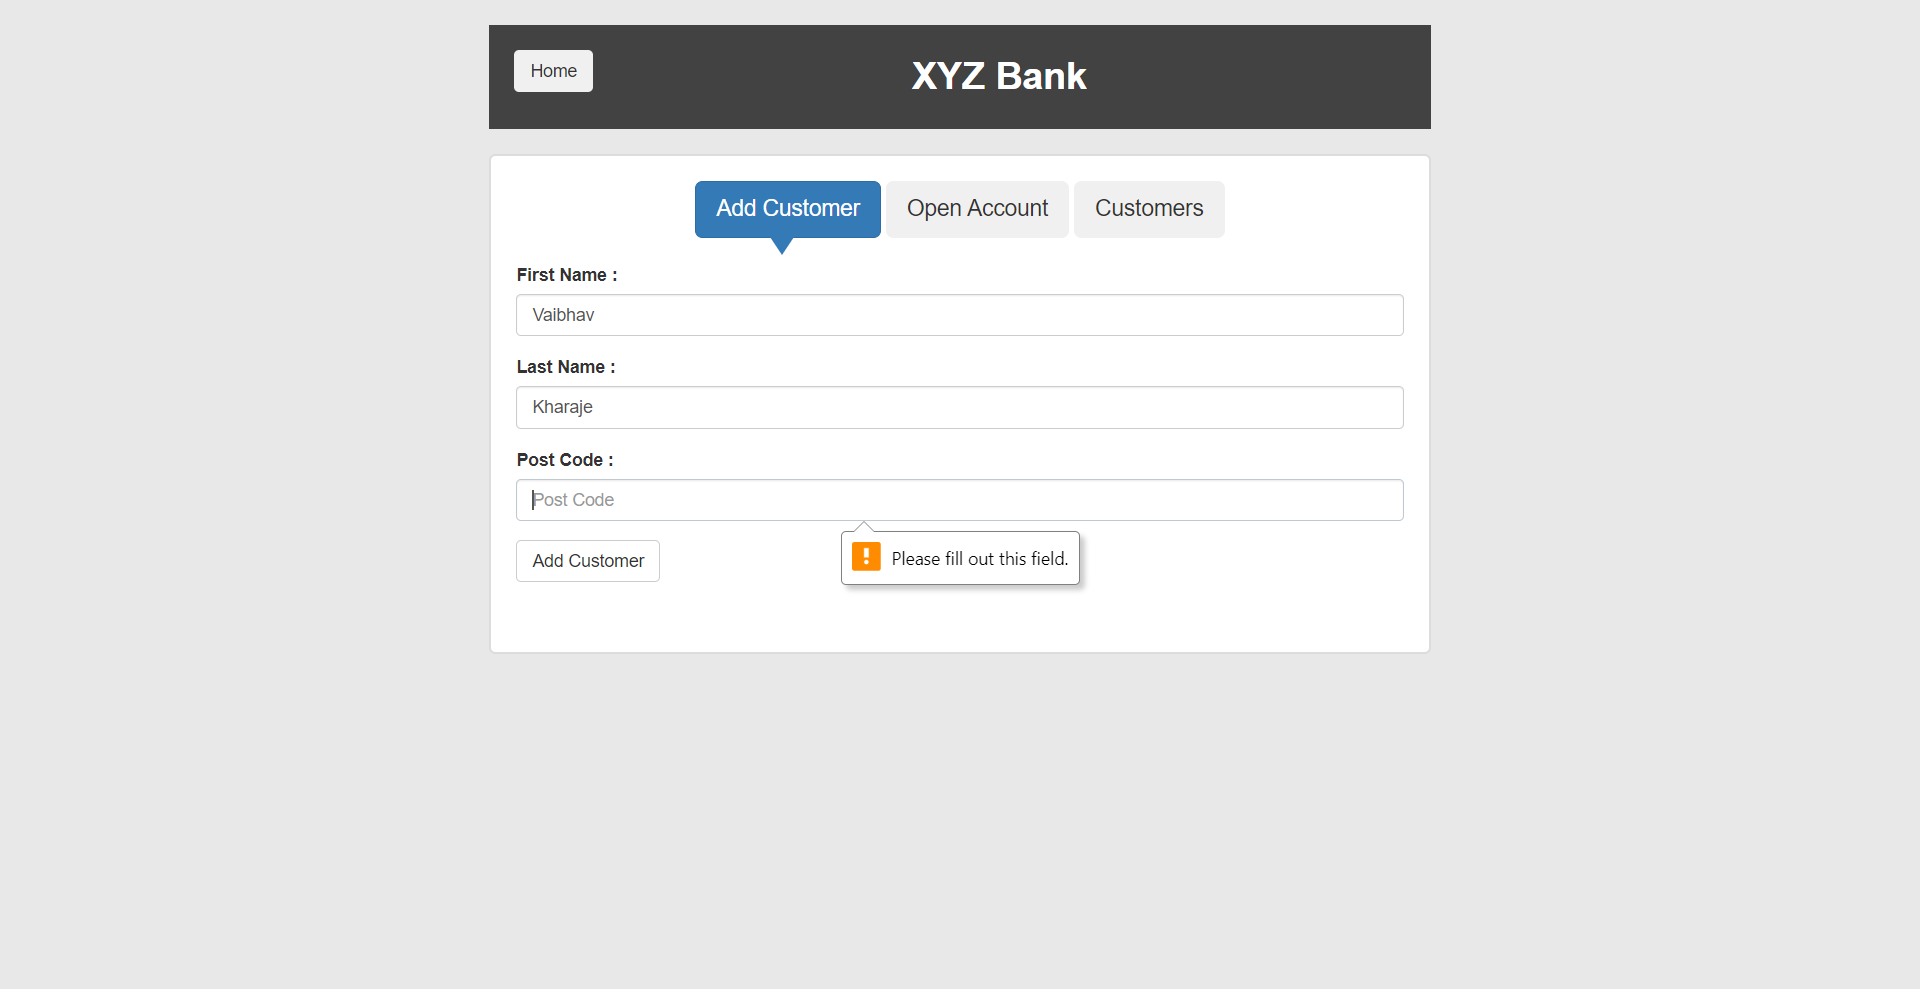 Home
XYZ Bank
Add Customer
Open Account
Customers
First Name :
Vaibhav
Last Name :
Kharaje
Post Code :
Post Code
Please fill out this field.
Add Customer